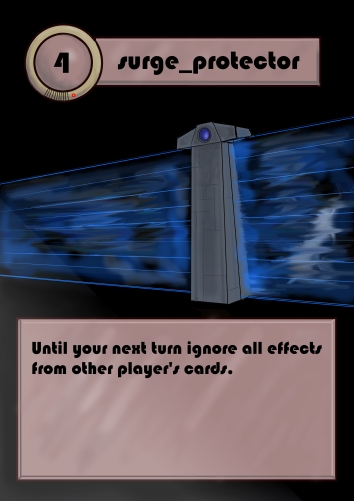 4
surge_protector
Until your next turn ignore all effects
from other player's cards.